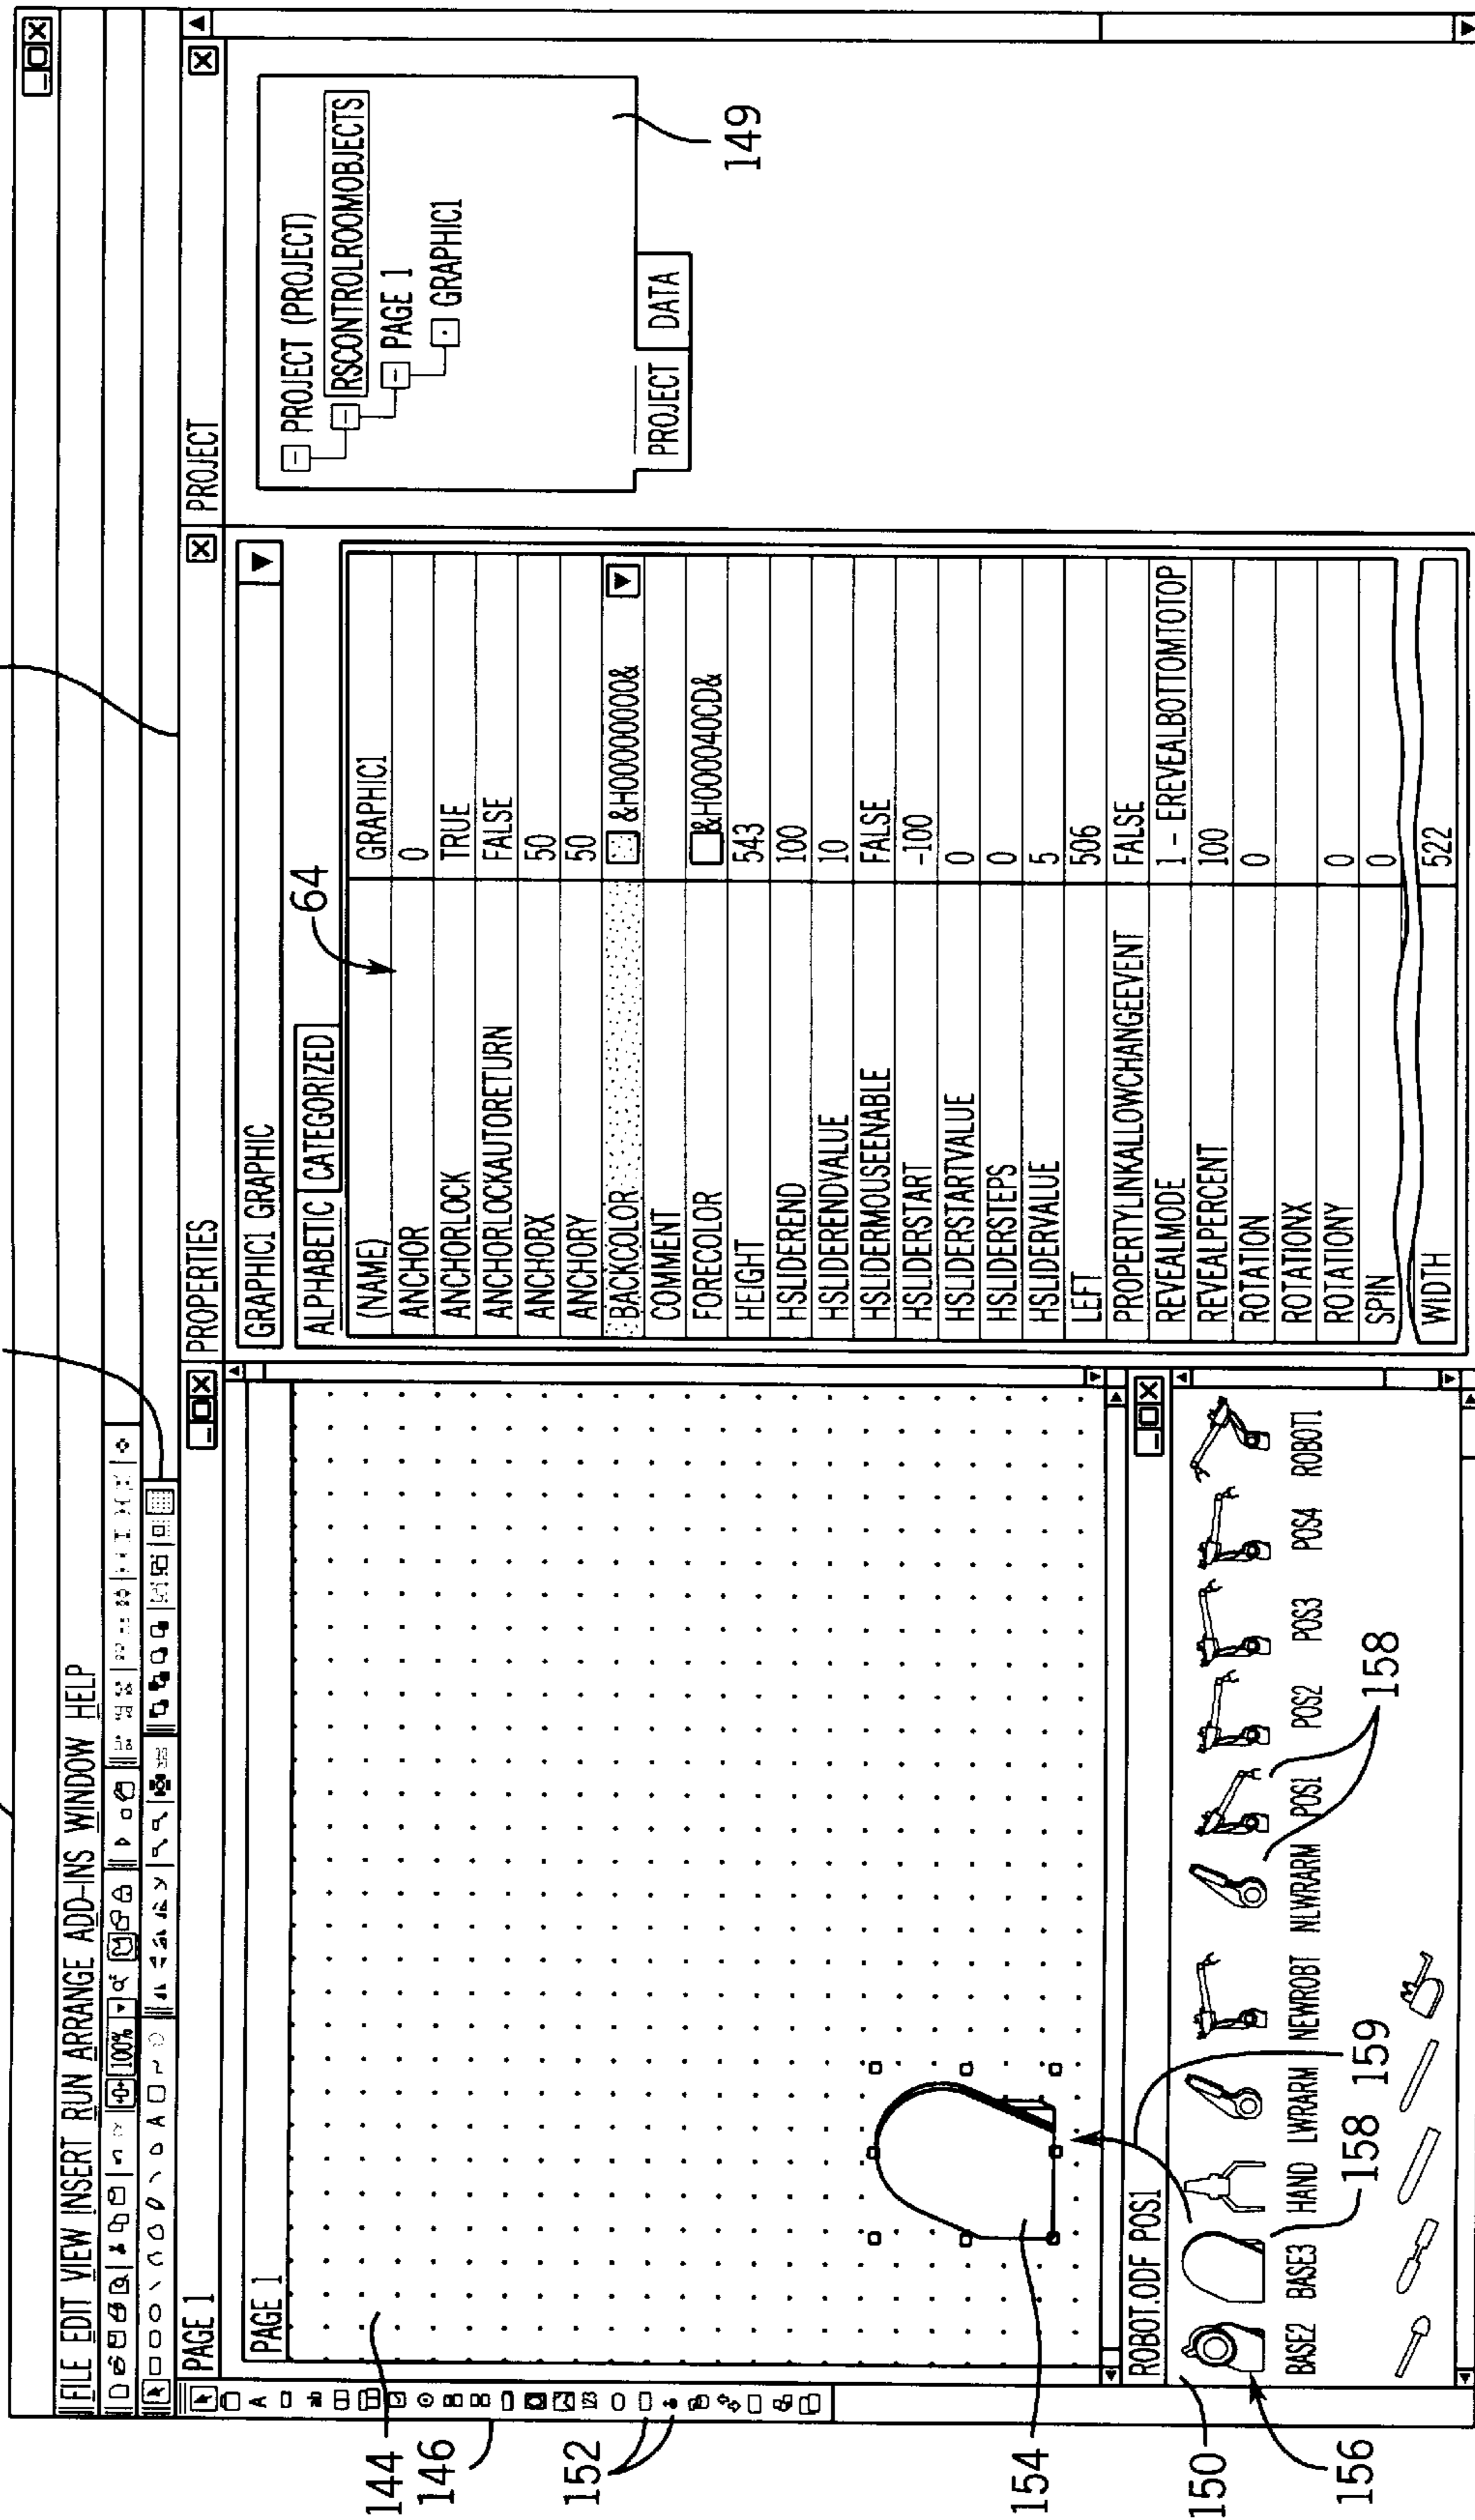 FILE EDIT VIEW INSERT RUN ARRANGE ADD-INS WINDOW HELP
100%
A
PAGE 1
PAGE 1
A
ab
123
144
146
152
154
ROBOT.ODF POS1
BASE2 BASE3 HAND LWRARM NEWROBT NLWRARM POS1 POS2 POS3 POS4 ROBOT1
150
156
158
159
158
PROPERTIES
GRAPHIC1 GRAPHIC
ALPHABETIC CATEGORIZED
64
(NAME) GRAPHIC1
ANCHOR 0
ANCHORLOCK TRUE
ANCHORLOCKAUTORETURN FALSE
ANCHORX 50
ANCHORY 50
BACKCOLOR &H00000000&
COMMENT
FORECOLOR &H000040CD&
HEIGHT 543
HSLIDEREND 100
HSLIDERENDVALUE 10
HSLIDERMOUSEENABLE FALSE
HSLIDERSTART -100
HSLIDERSTARTVALUE 0
HSLIDERSTEPS 0
HSLIDERVALUE 5
LEFT 506
PROPERTYLINKALLOWCHANGEEVENT FALSE
REVEALMODE 1 - EREVEALBOTTOMTOTOP
REVEALPERCENT 100
ROTATION 0
ROTATIONX
ROTATIONY 0
SPIN 0
WIDTH 522
PROJECT
PROJECT (PROJECT)
RSCONTROLROOMOBJECTS
PAGE 1
GRAPHIC1
PROJECT DATA
149